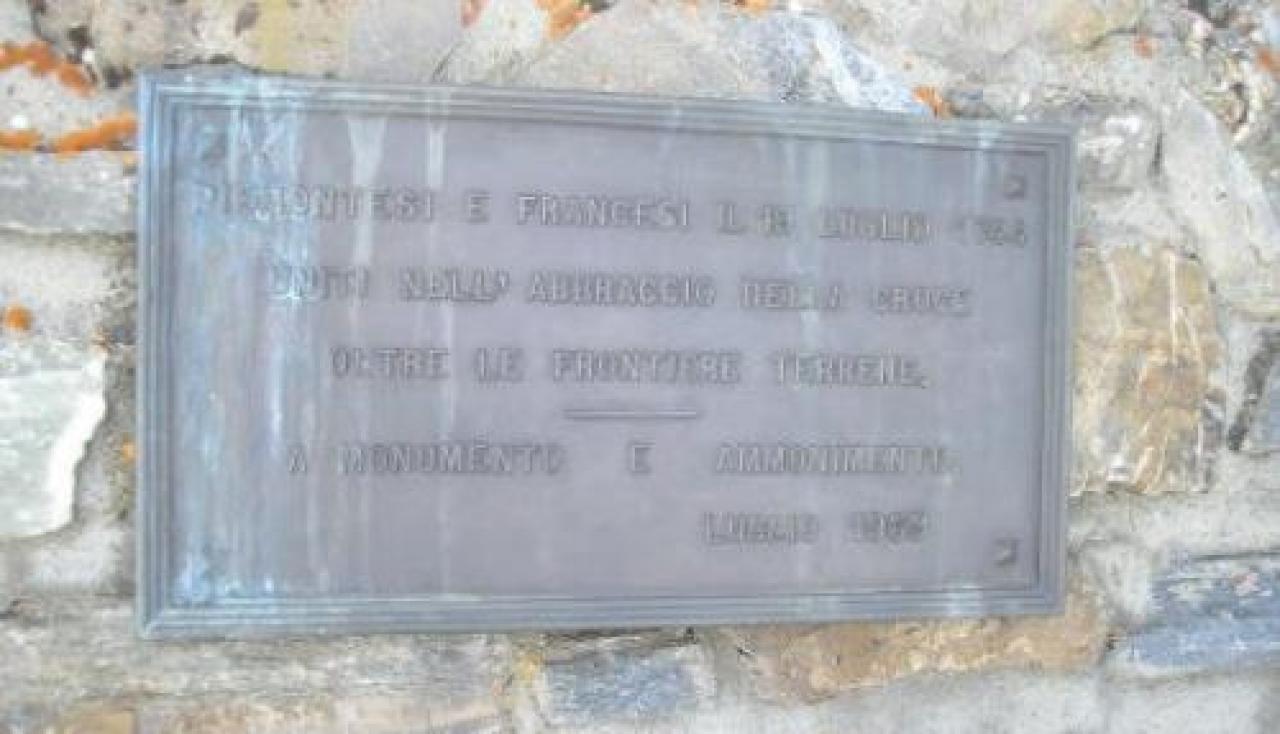 PIEMONTESI E FRANCESI IL LUGLIO
UNITI NELL' ABBRACCIO DELLA CROCE
OLTRE LE FRONTIERE TERRENE.
A MONUMENTO E AMMONIMENTO.
LUGLIO